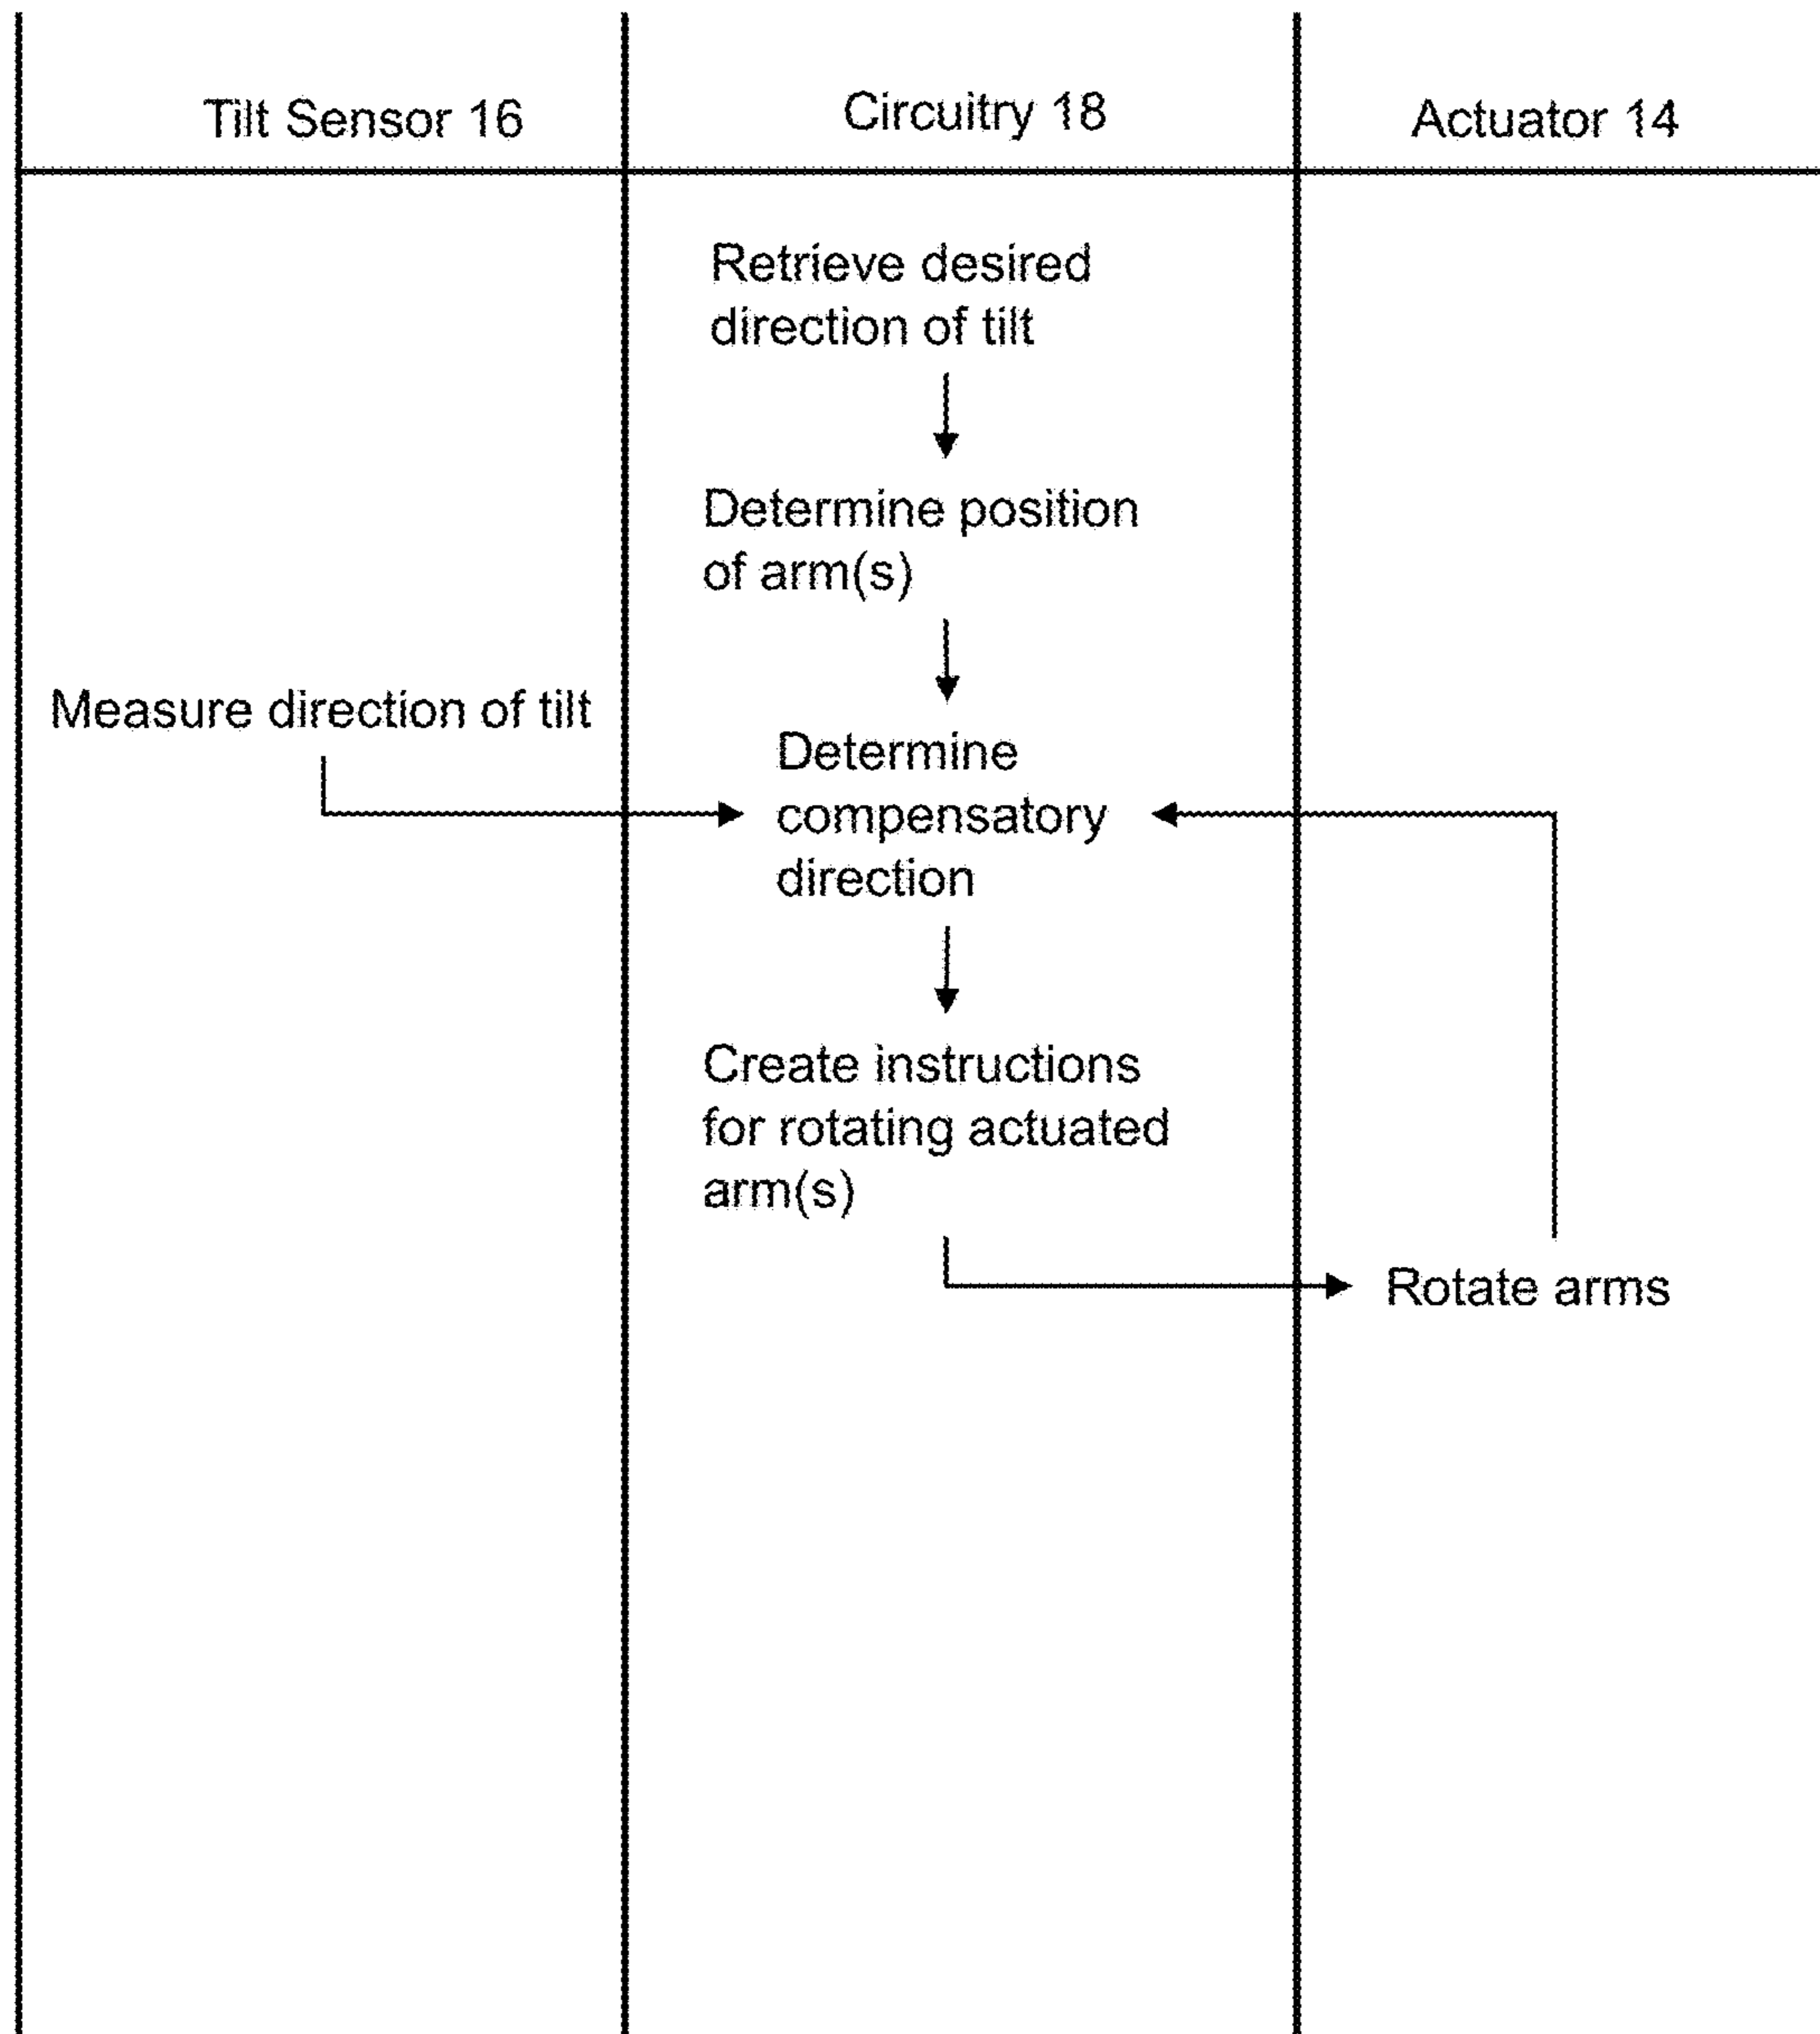 Tilt Sensor 16
Circuitry 18
Actuator 14
Retrieve desired
direction of tilt
Determine position
of arm(s)
Measure direction of tilt
Determine
compensatory
direction
Create instructions
for rotating actuated
arm(s)
Rotate arms